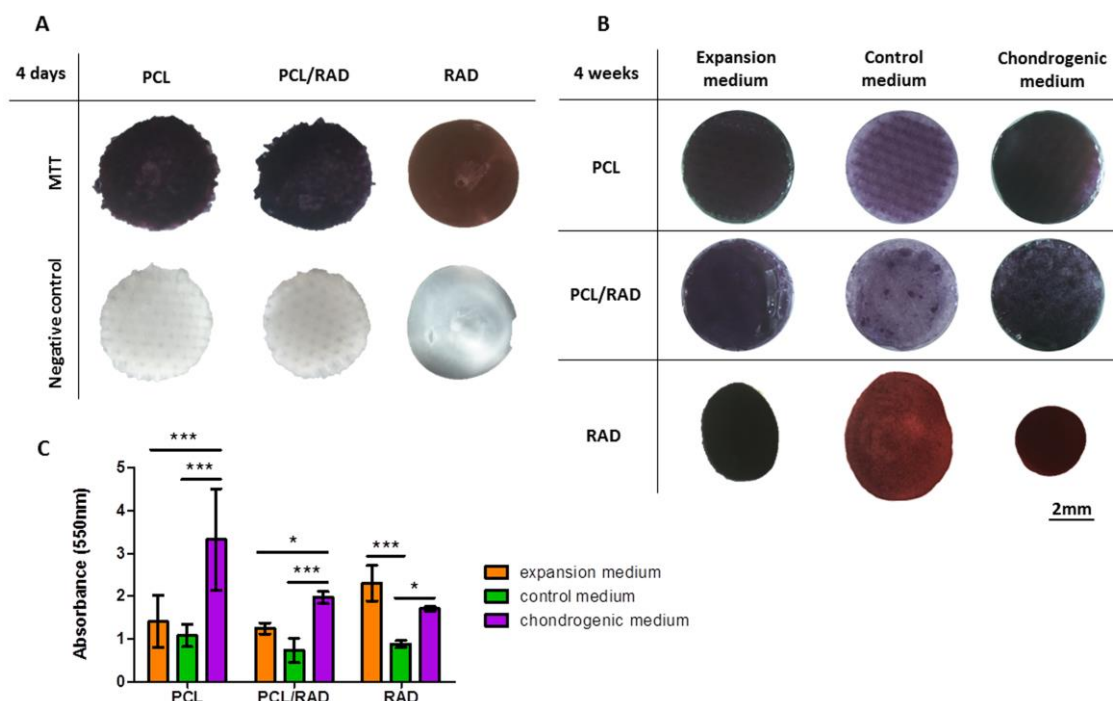 A
4 days
PCL
PCL/RAD
RAD
MTT
Negative control
B
4 weeks
Expansion medium
Control medium
Chondrogenic medium
PCL
PCL/RAD
RAD
2mm
C
Absorbance (550nm)
5
4
3
2
1
0
***
***
*
***
***
*
PCL
PCL/RAD
RAD
expansion medium
control medium
chondrogenic medium